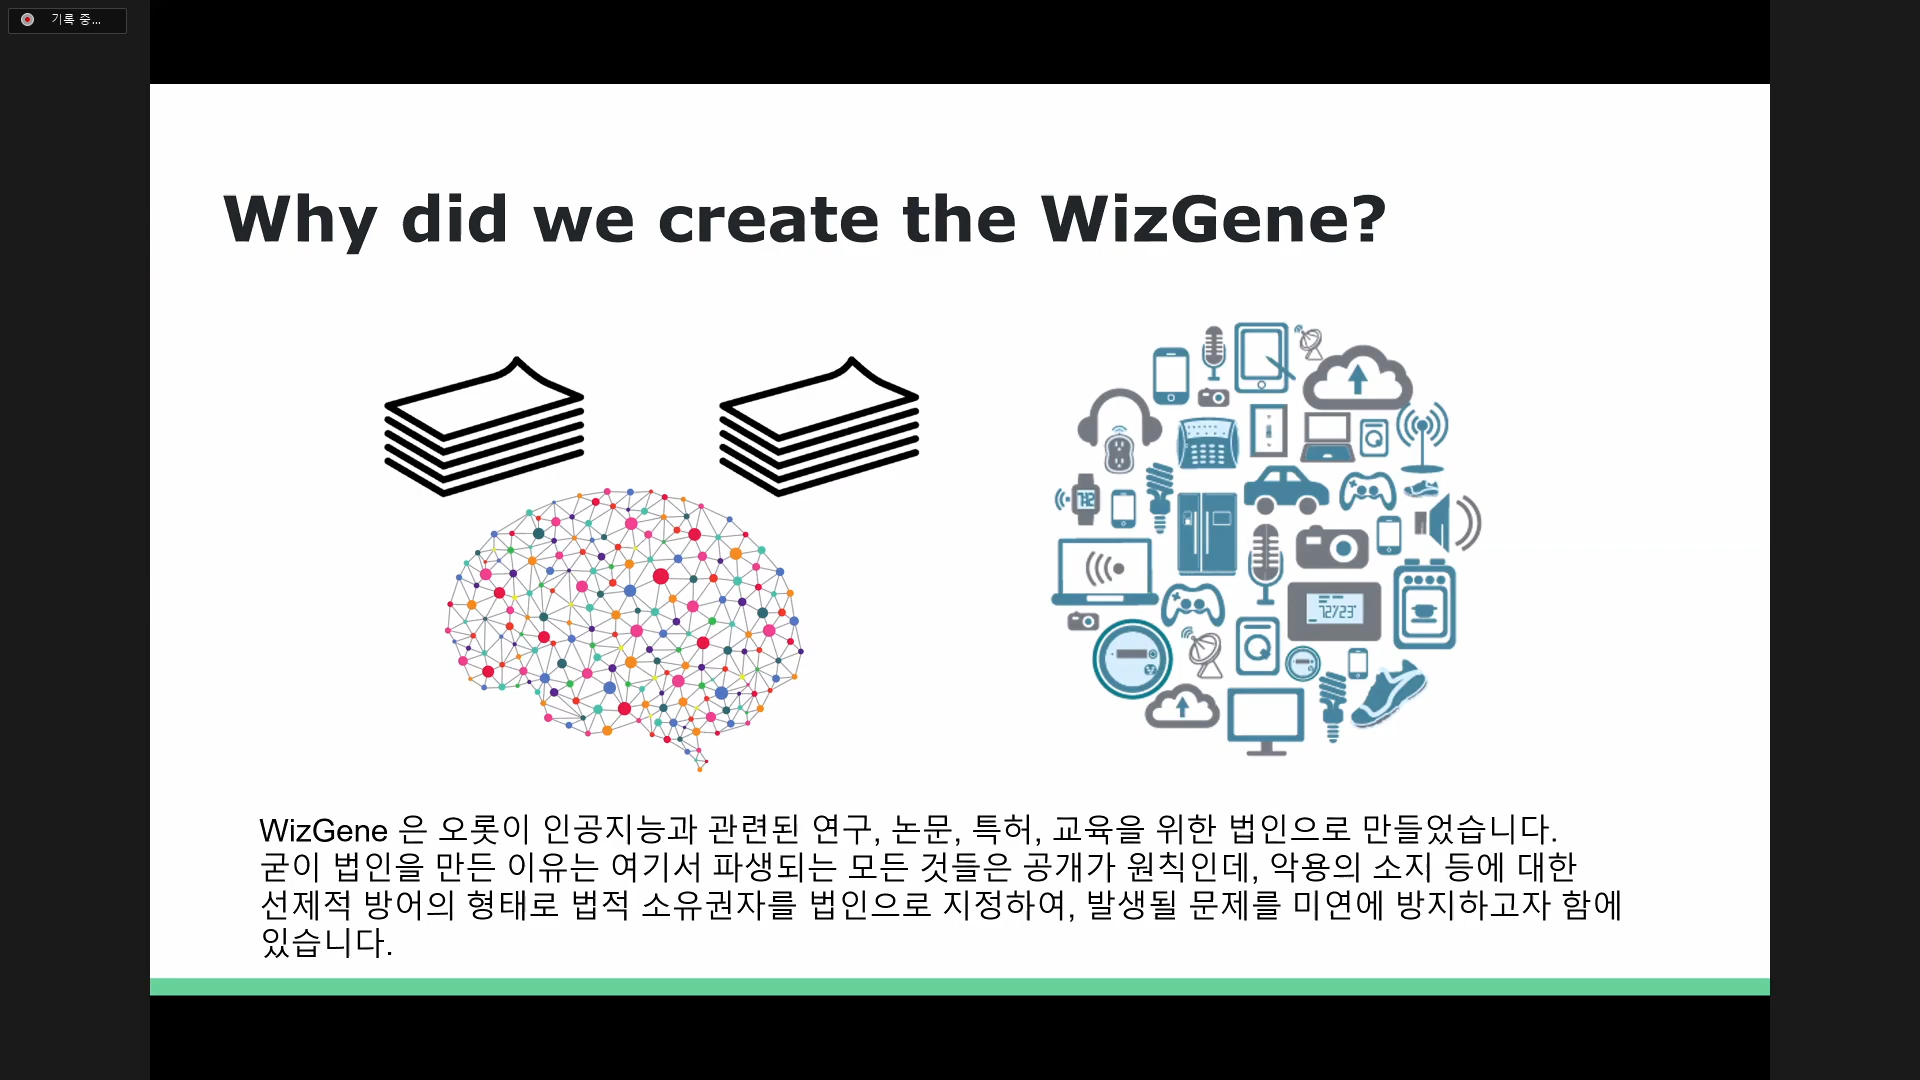 기록 중...
Why did we create the WizGene?
72/23°
WizGene 은 오롯이 인공지능과 관련된 연구, 논문, 특허, 교육을 위한 법인으로 만들었습니다.
굳이 법인을 만든 이유는 여기서 파생되는 모든 것들은 공개가 원칙인데, 악용의 소지 등에 대한
선제적 방어의 형태로 법적 소유권자를 법인으로 지정하여, 발생될 문제를 미연에 방지하고자 함에
있습니다.